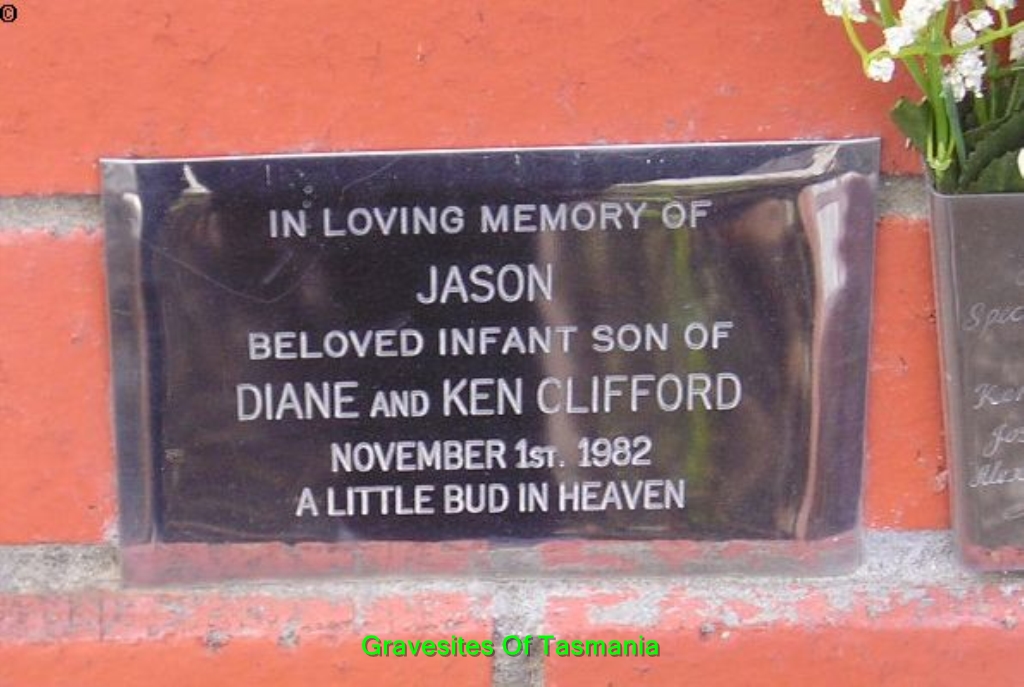 ©
IN LOVING MEMORY OF
JASON
BELOVED INFANT SON OF
DIANE AND KEN CLIFFORD
NOVEMBER 1ST. 1982
A LITTLE BUD IN HEAVEN
Gravesites Of Tasmania